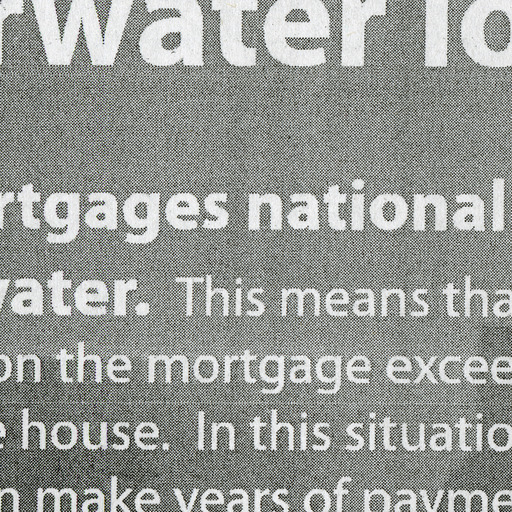 rwater lo
rtgages national
vater. This means tha
on the mortgage excee
e house. In this situatio
n make years of payme